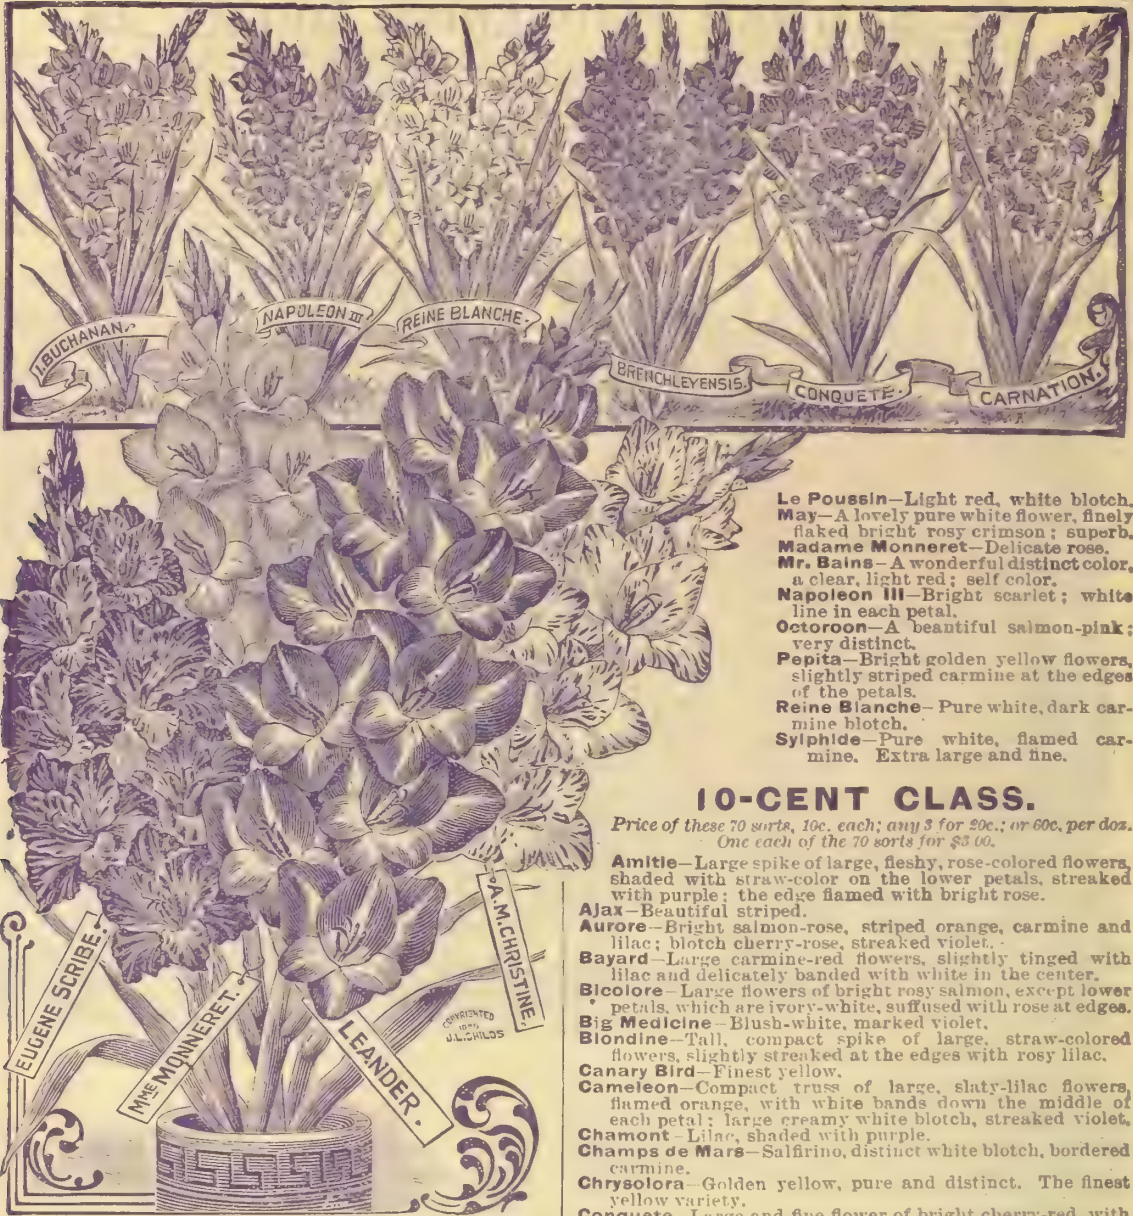 I. BUCHANAN.
NAPOLEON III
REINE BLANCHE.
BRENCHLEYENSIS.
CONQUETE.
CARNATION.
EUGENE SCRIBE.
MME MONNERET.
LEANDER.
A.M. CHRISTINE.
COPYRIGHTED
J.L. CHILDS
Le Poussin—Light red, white blotch.
May—A lovely pure white flower, finely
flaked bright rosy crimson; superb.
Madame Monneret—Delicate rose.
Mr. Bains—A wonderful distinct color,
a clear, light red; self color.
Napoleon III—Bright scarlet; white
line in each petal.
Octoroon—A beautiful salmon-pink;
very distinct.
Pepita—Bright golden yellow flowers,
slightly striped carmine at the edges
of the petals.
Reine Blanche—Pure white, dark car-
mine blotch.
Sylphide—Pure white, flamed car-
mine. Extra large and fine.
10-CENT CLASS.
Price of these 70 sorts, 10c. each; any 3 for 20c.; or 60c. per doz.
One each of the 70 sorts for $3 00.
Amitie—Large spike of large, fleshy, rose-colored flowers,
shaded with straw-color on the lower petals, streaked
with purple; the edge flamed with bright rose.
Ajax—Beautiful striped.
Aurore—Bright salmon-rose, striped orange, carmine and
lilac; blotch cherry-rose, streaked violet.
Bayard—Large carmine-red flowers, slightly tinged with
lilac and delicately banded with white in the center.
Bicolore—Large flowers of bright rosy salmon, except lower
petals, which are ivory-white, suffused with rose at edges.
Big Medicine—Blush-white, marked violet.
Blondine—Tall, compact spike of large, straw-colored
flowers, slightly streaked at the edges with rosy lilac.
Canary Bird—Finest yellow.
Cameleon—Compact truss of large, slaty-lilac flowers,
flamed orange, with white bands down the middle of
each petal; large creamy white blotch, streaked violet.
Chamont—Lilac, shaded with purple.
Champs de Mars—Salfirino, distinct white blotch, bordered
carmine.
Chrysolora—Golden yellow, pure and distinct. The finest
yellow variety.
Conquete—Large and fine flower of bright cherry-red, with